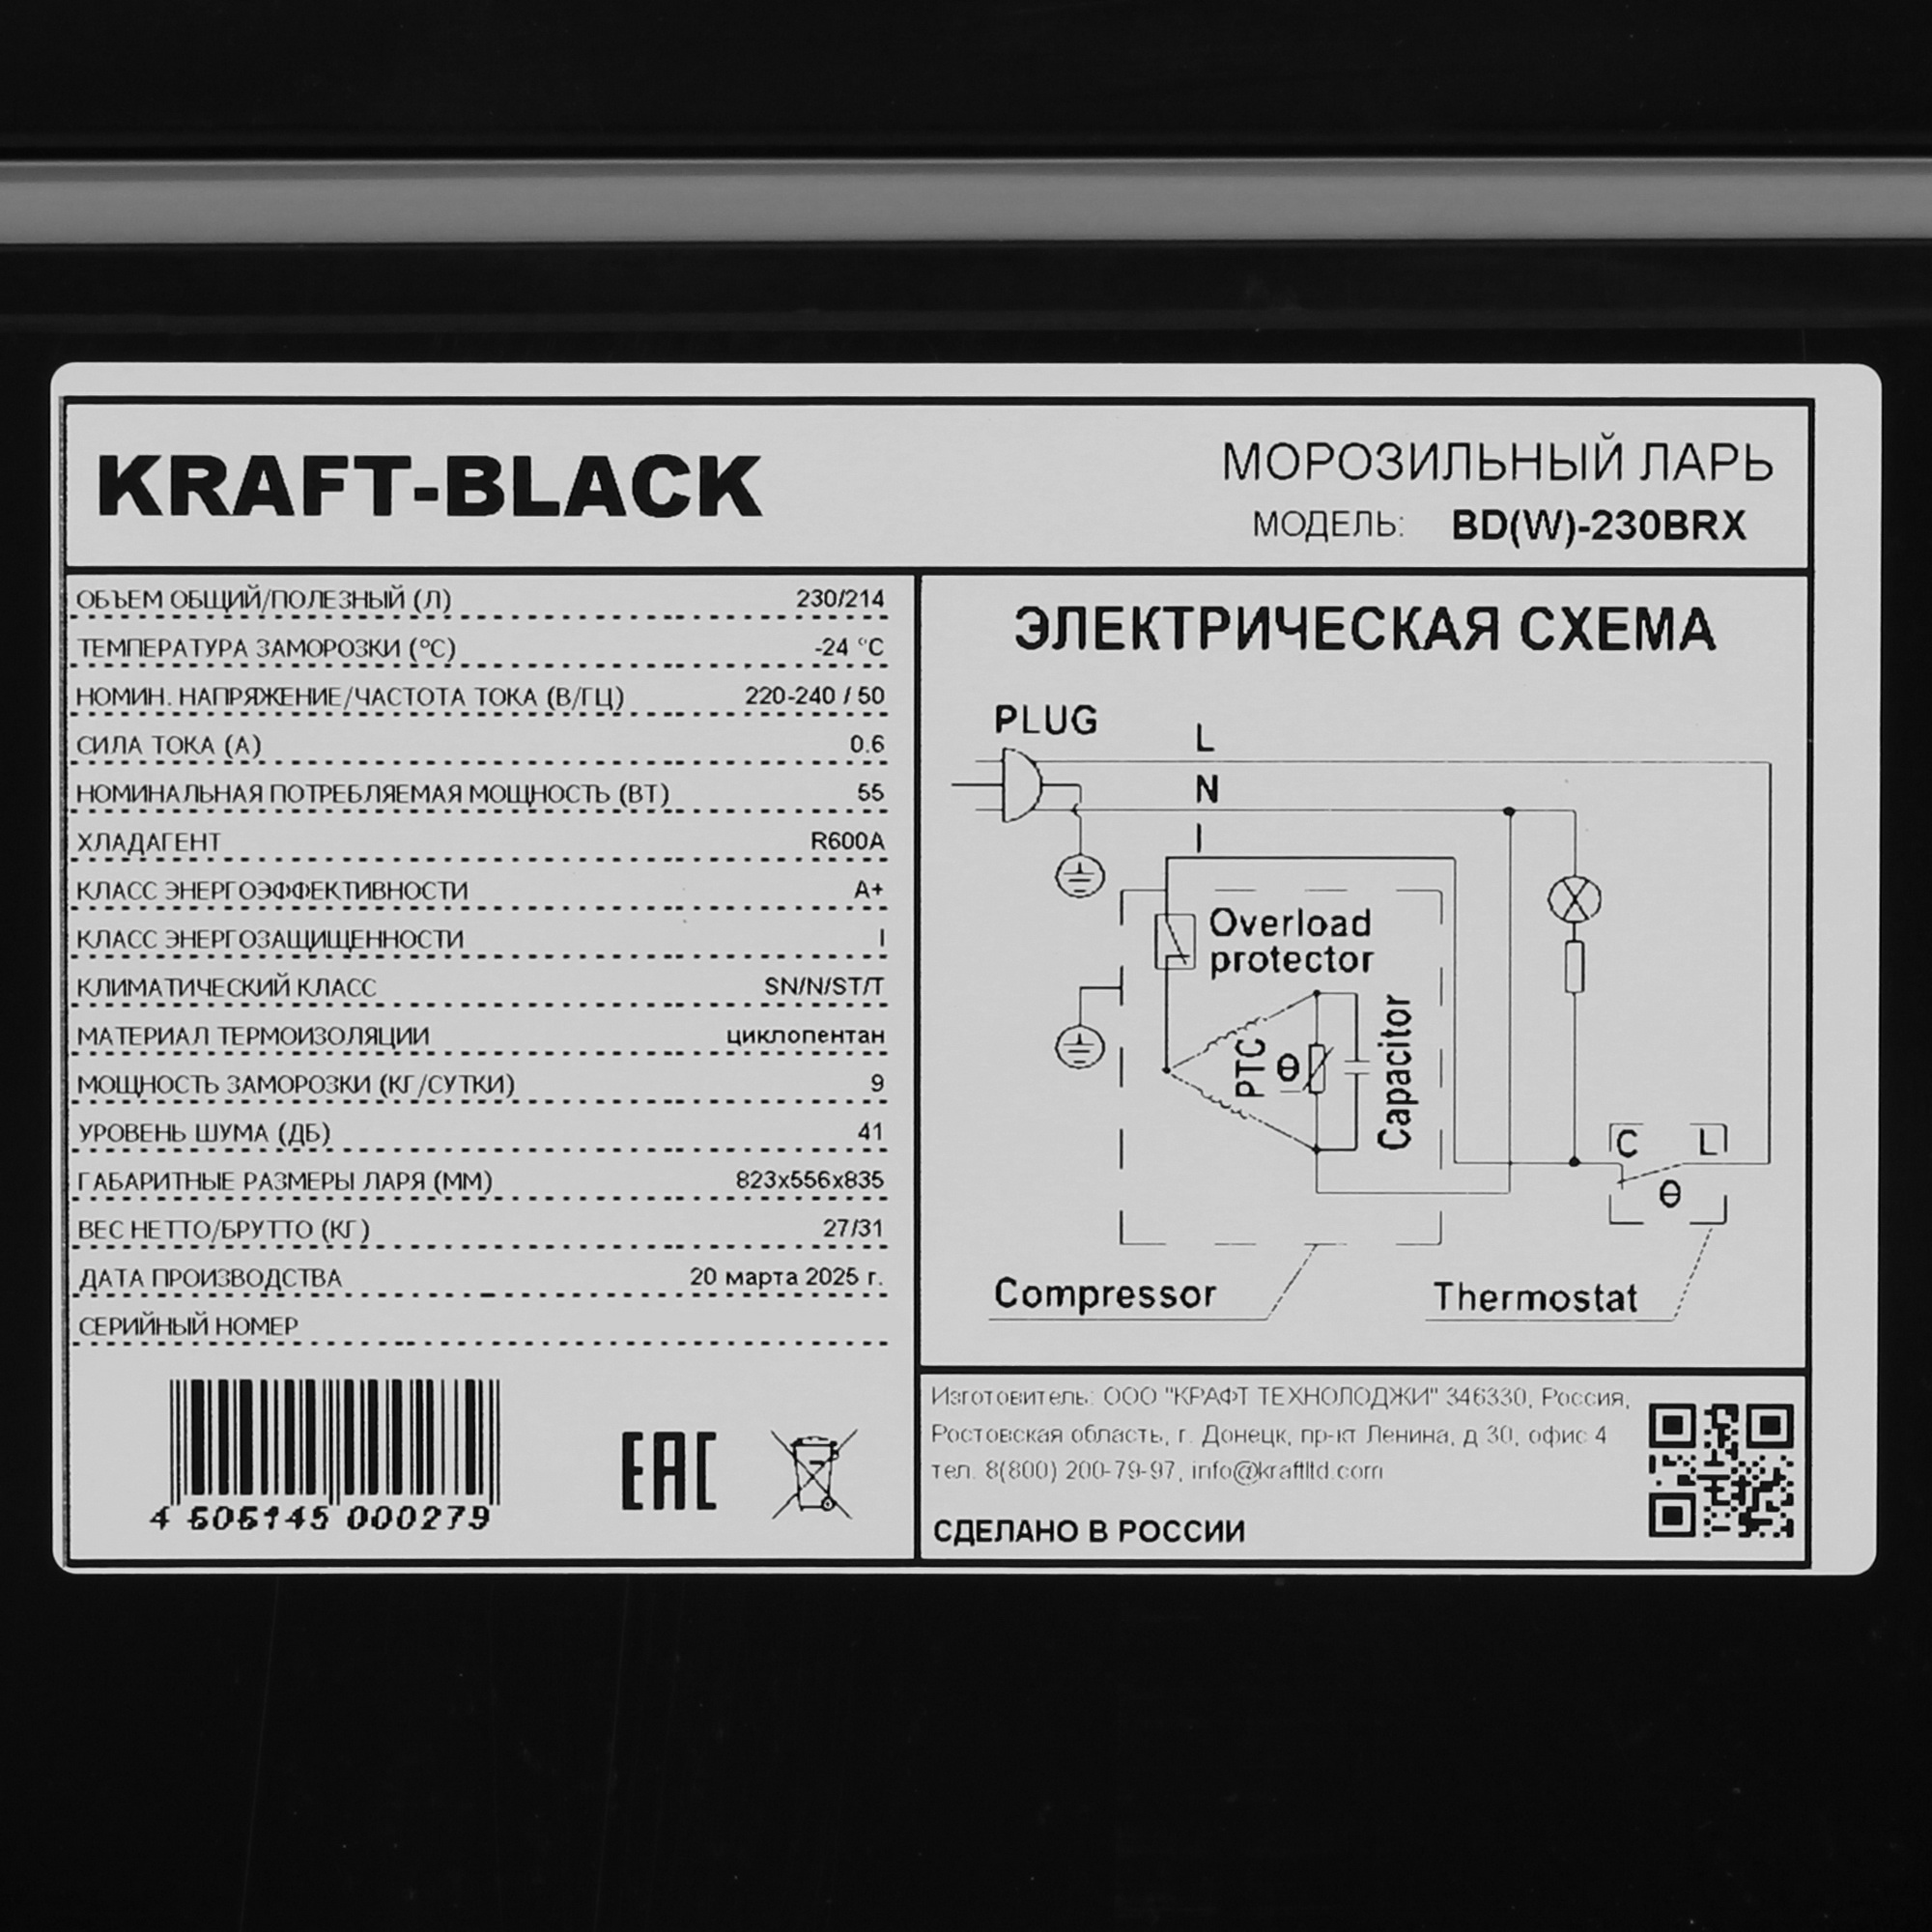 KRAFT-BLACK
МОРОЗИЛЬНЫЙ ЛАРЬ
МОДЕЛЬ: BD(W)-230BRX
ОБЪЕМ ОБЩИЙ/ПОЛЕЗНЫЙ (Л) 230/214
ТЕМПЕРАТУРА ЗАМОРОЗКИ (°С) -24 °С
НОМИН. НАПРЯЖЕНИЕ/ЧАСТОТА ТОКА (В/ГЦ) 220-240 / 50
СИЛА ТОКА (А) 0.6
НОМИНАЛЬНАЯ ПОТРЕБЛЯЕМАЯ МОЩНОСТЬ (ВТ) 55
ХЛАДАГЕНТ R600A
КЛАСС ЭНЕРГОЭФФЕКТИВНОСТИ A+
КЛАСС ЭНЕРГОЗАЩИЩЕННОСТИ I
КЛИМАТИЧЕСКИЙ КЛАСС SN/N/ST/T
МАТЕРИАЛ ТЕРМОИЗОЛЯЦИИ циклопентан
МОЩНОСТЬ ЗАМОРОЗКИ (КГ/СУТКИ) 9
УРОВЕНЬ ШУМА (ДБ) 41
ГАБАРИТНЫЕ РАЗМЕРЫ ЛАРЯ (ММ) 823х556х835
ВЕС НЕТТО/БРУТТО (КГ) 27/31
ДАТА ПРОИЗВОДСТВА 20 марта 2025 г.
СЕРИЙНЫЙ НОМЕР
4 606145 000279
EAC
ЭЛЕКТРИЧЕСКАЯ СХЕМА
PLUG
L
N
I
Overload
protector
PTC
θ
Capacitor
C L
θ
Compressor
Thermostat
Изготовитель: ООО "КРАФТ ТЕХНОЛОДЖИ" 346330, Россия,
Ростовская область, г. Донецк, пр-кт Ленина, д 30, офис 4
тел. 8(800) 200-79-97, info@kraftltd.com
СДЕЛАНО В РОССИИ